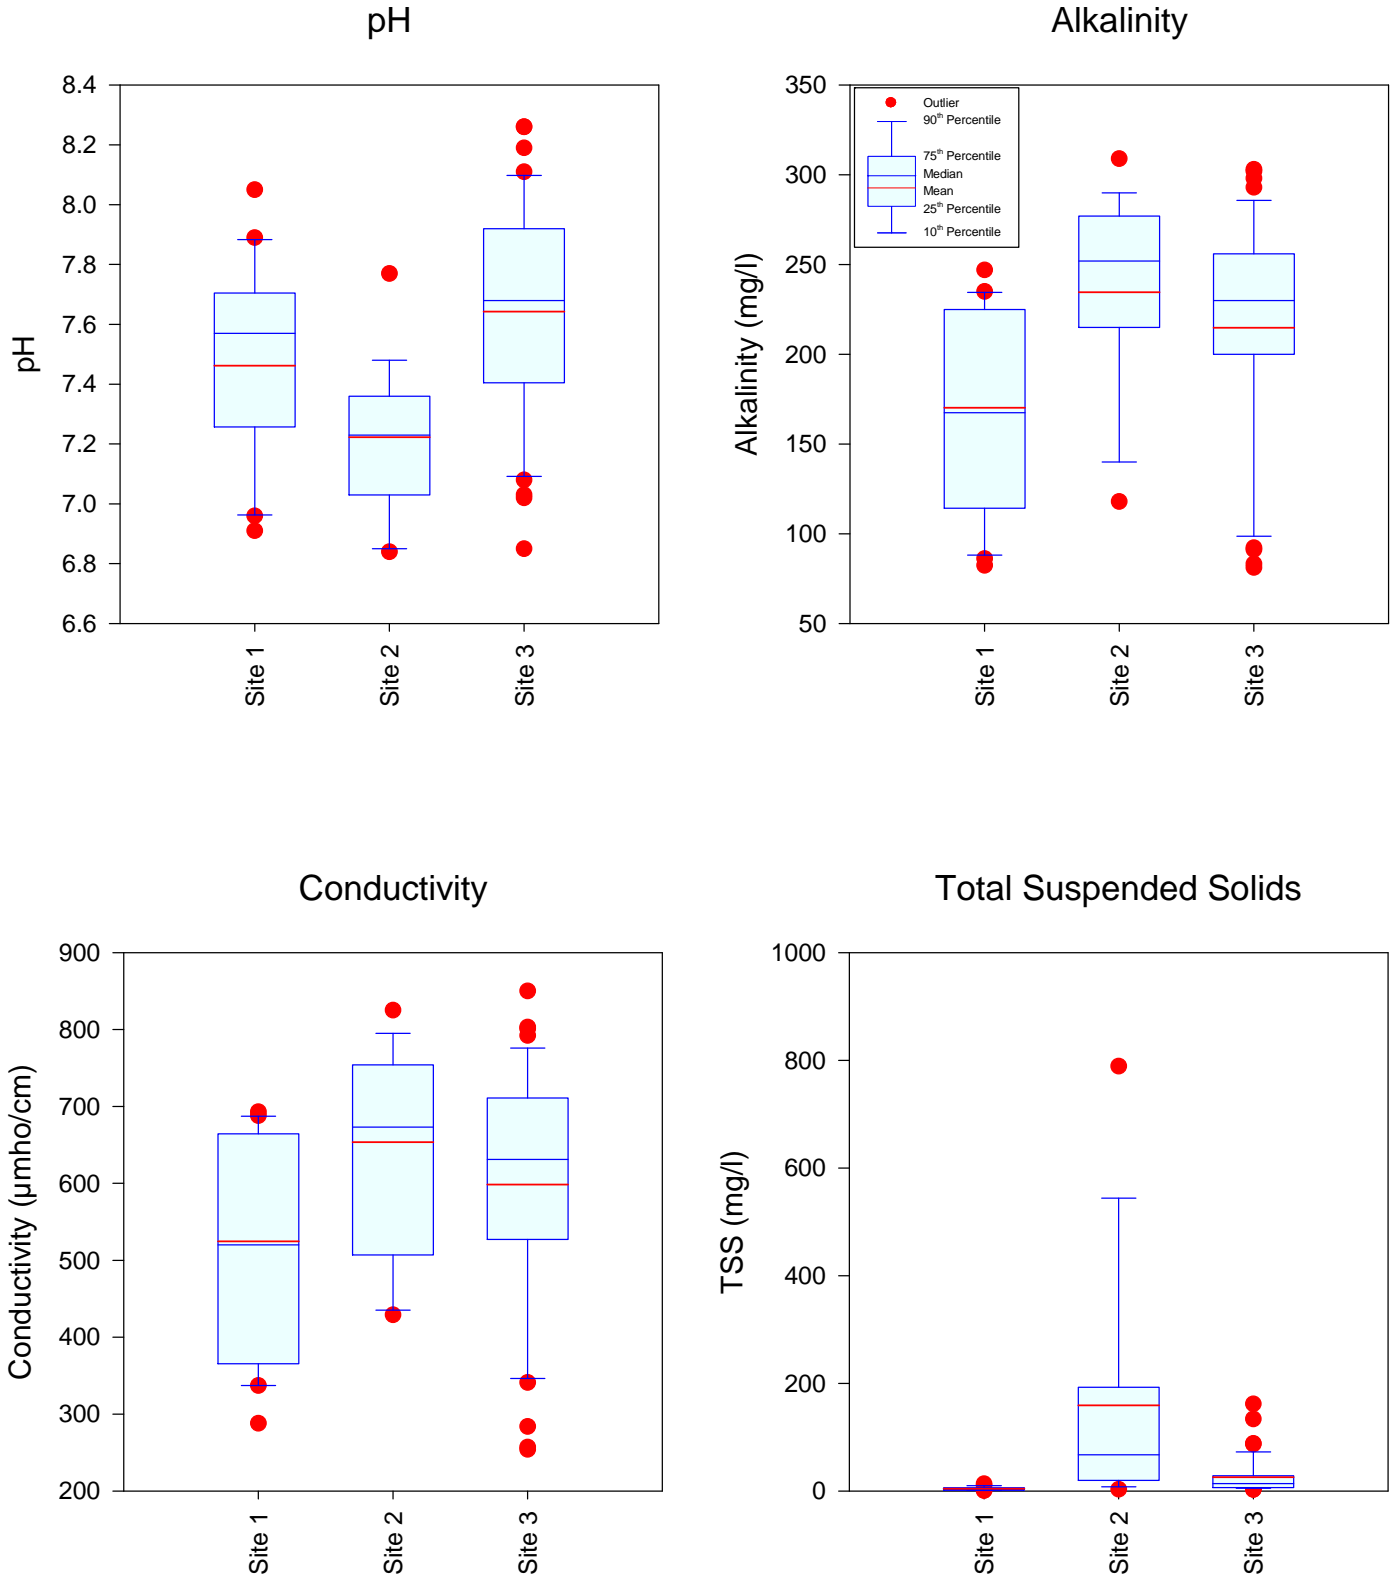 pH
8.4
8.2
8.0
7.8
7.6
7.4
7.2
7.0
6.8
6.6
pH
Site 1
Site 2
Site 3
Alkalinity
350
300
250
200
150
100
50
Alkalinity (mg/l)
Outlier
90th Percentile
75th Percentile
Median
Mean
25th Percentile
10th Percentile
Site 1
Site 2
Site 3
Conductivity
900
800
700
600
500
400
300
200
Conductivity (µmho/cm)
Site 1
Site 2
Site 3
Total Suspended Solids
1000
800
600
400
200
0
TSS (mg/l)
Site 1
Site 2
Site 3